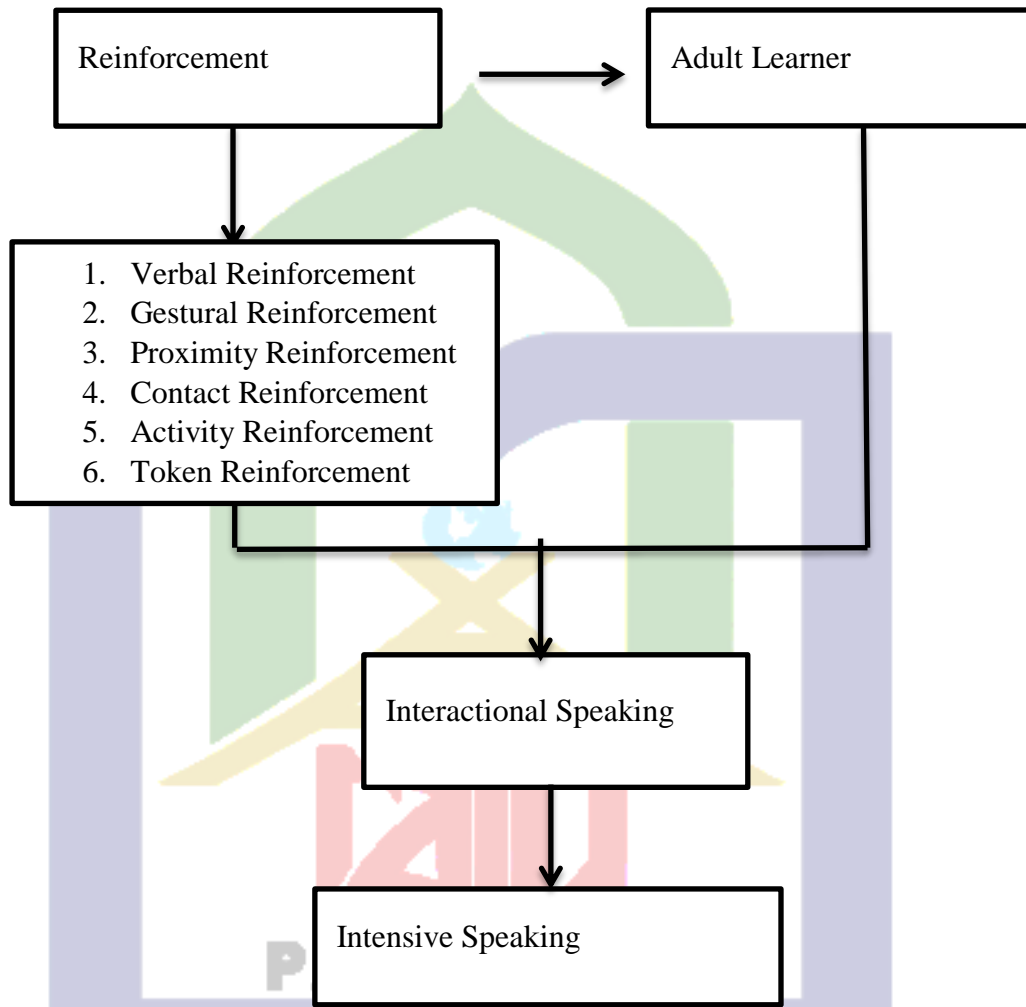 Reinforcement
Adult Learner
1. Verbal Reinforcement
2. Gestural Reinforcement
3. Proximity Reinforcement
4. Contact Reinforcement
5. Activity Reinforcement
6. Token Reinforcement
Interactional Speaking
Intensive Speaking